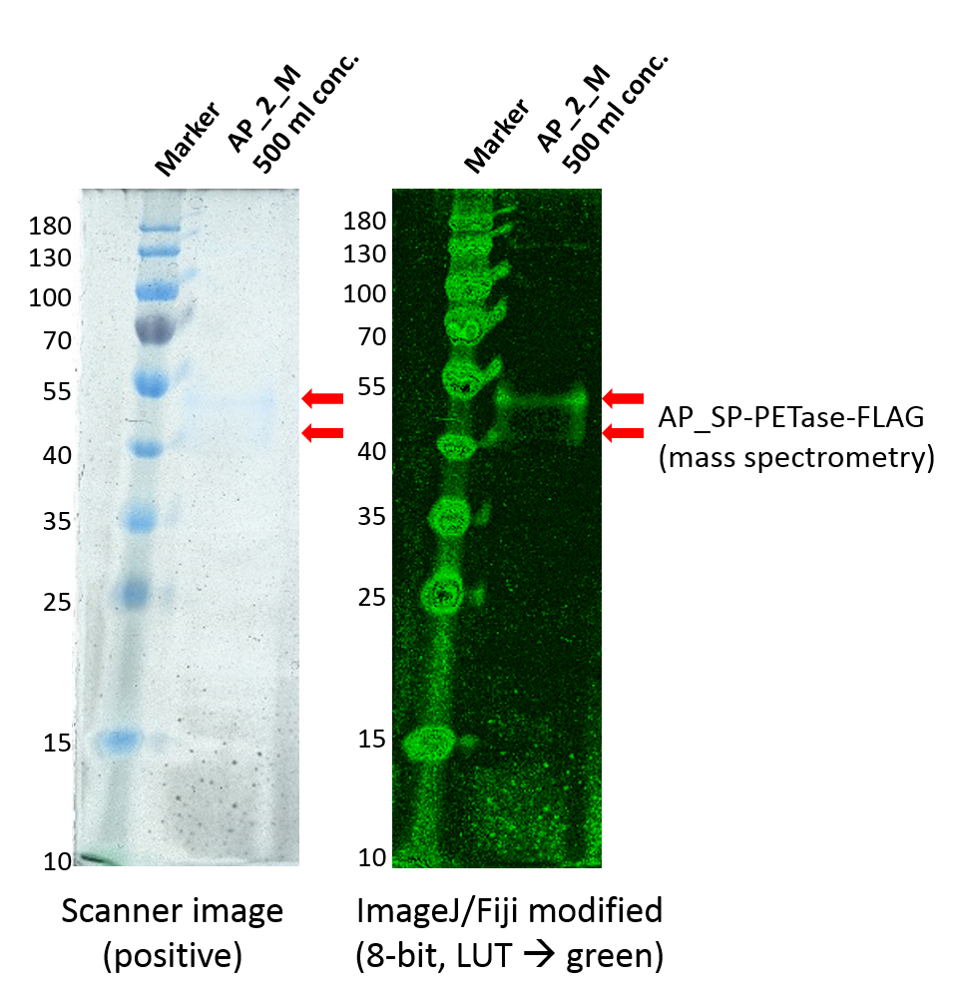 Marker
AP_2_M
500 ml conc.
Marker
AP_2_M
500 ml conc.
180
130
100
70
55
40
35
25
15
10
180
130
100
70
55
40
35
25
15
10
AP_SP-PETase-FLAG
(mass spectrometry)
Scanner image
(positive)
ImageJ/Fiji modified
(8-bit, LUT → green)